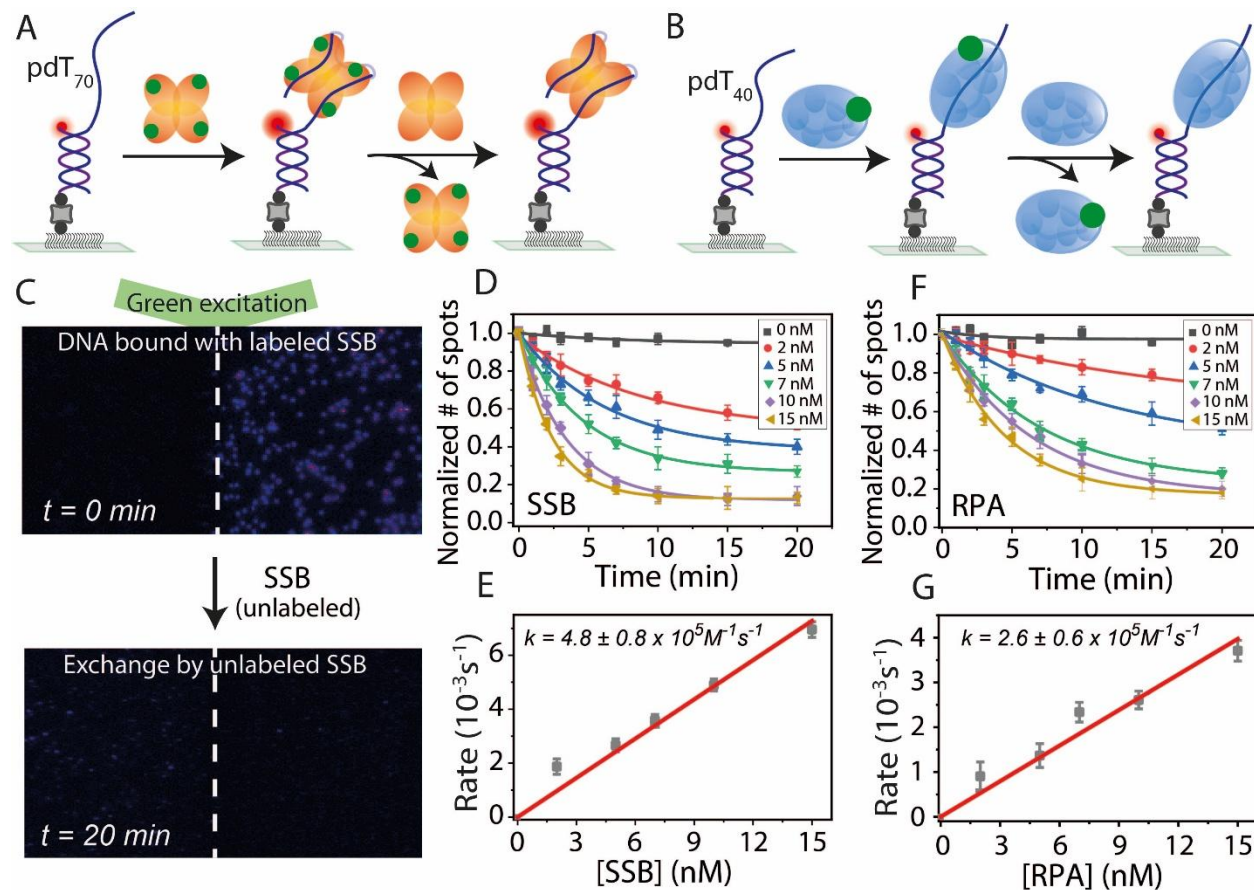 A
pdT70
B
pdT40
C
Green excitation
DNA bound with labeled SSB
t = 0 min
SSB
(unlabeled)
Exchange by unlabeled SSB
t = 20 min
D
Normalized # of spots
1.0
0.8
0.6
0.4
0.2
0.0
0 nM
2 nM
5 nM
7 nM
10 nM
15 nM
SSB
0 5 10 15 20
Time (min)
F
Normalized # of spots
1.0
0.8
0.6
0.4
0.2
0.0
0 nM
2 nM
5 nM
7 nM
10 nM
15 nM
RPA
0 5 10 15 20
Time (min)
E
Rate (10⁻³s⁻¹)
6
4
2
0
k = 4.8 ± 0.8 x 10⁵M⁻¹s⁻¹
0 3 6 9 12 15
[SSB] (nM)
G
Rate (10⁻³s⁻¹)
4
3
2
1
0
k = 2.6 ± 0.6 x 10⁵M⁻¹s⁻¹
0 3 6 9 12 15
[RPA] (nM)